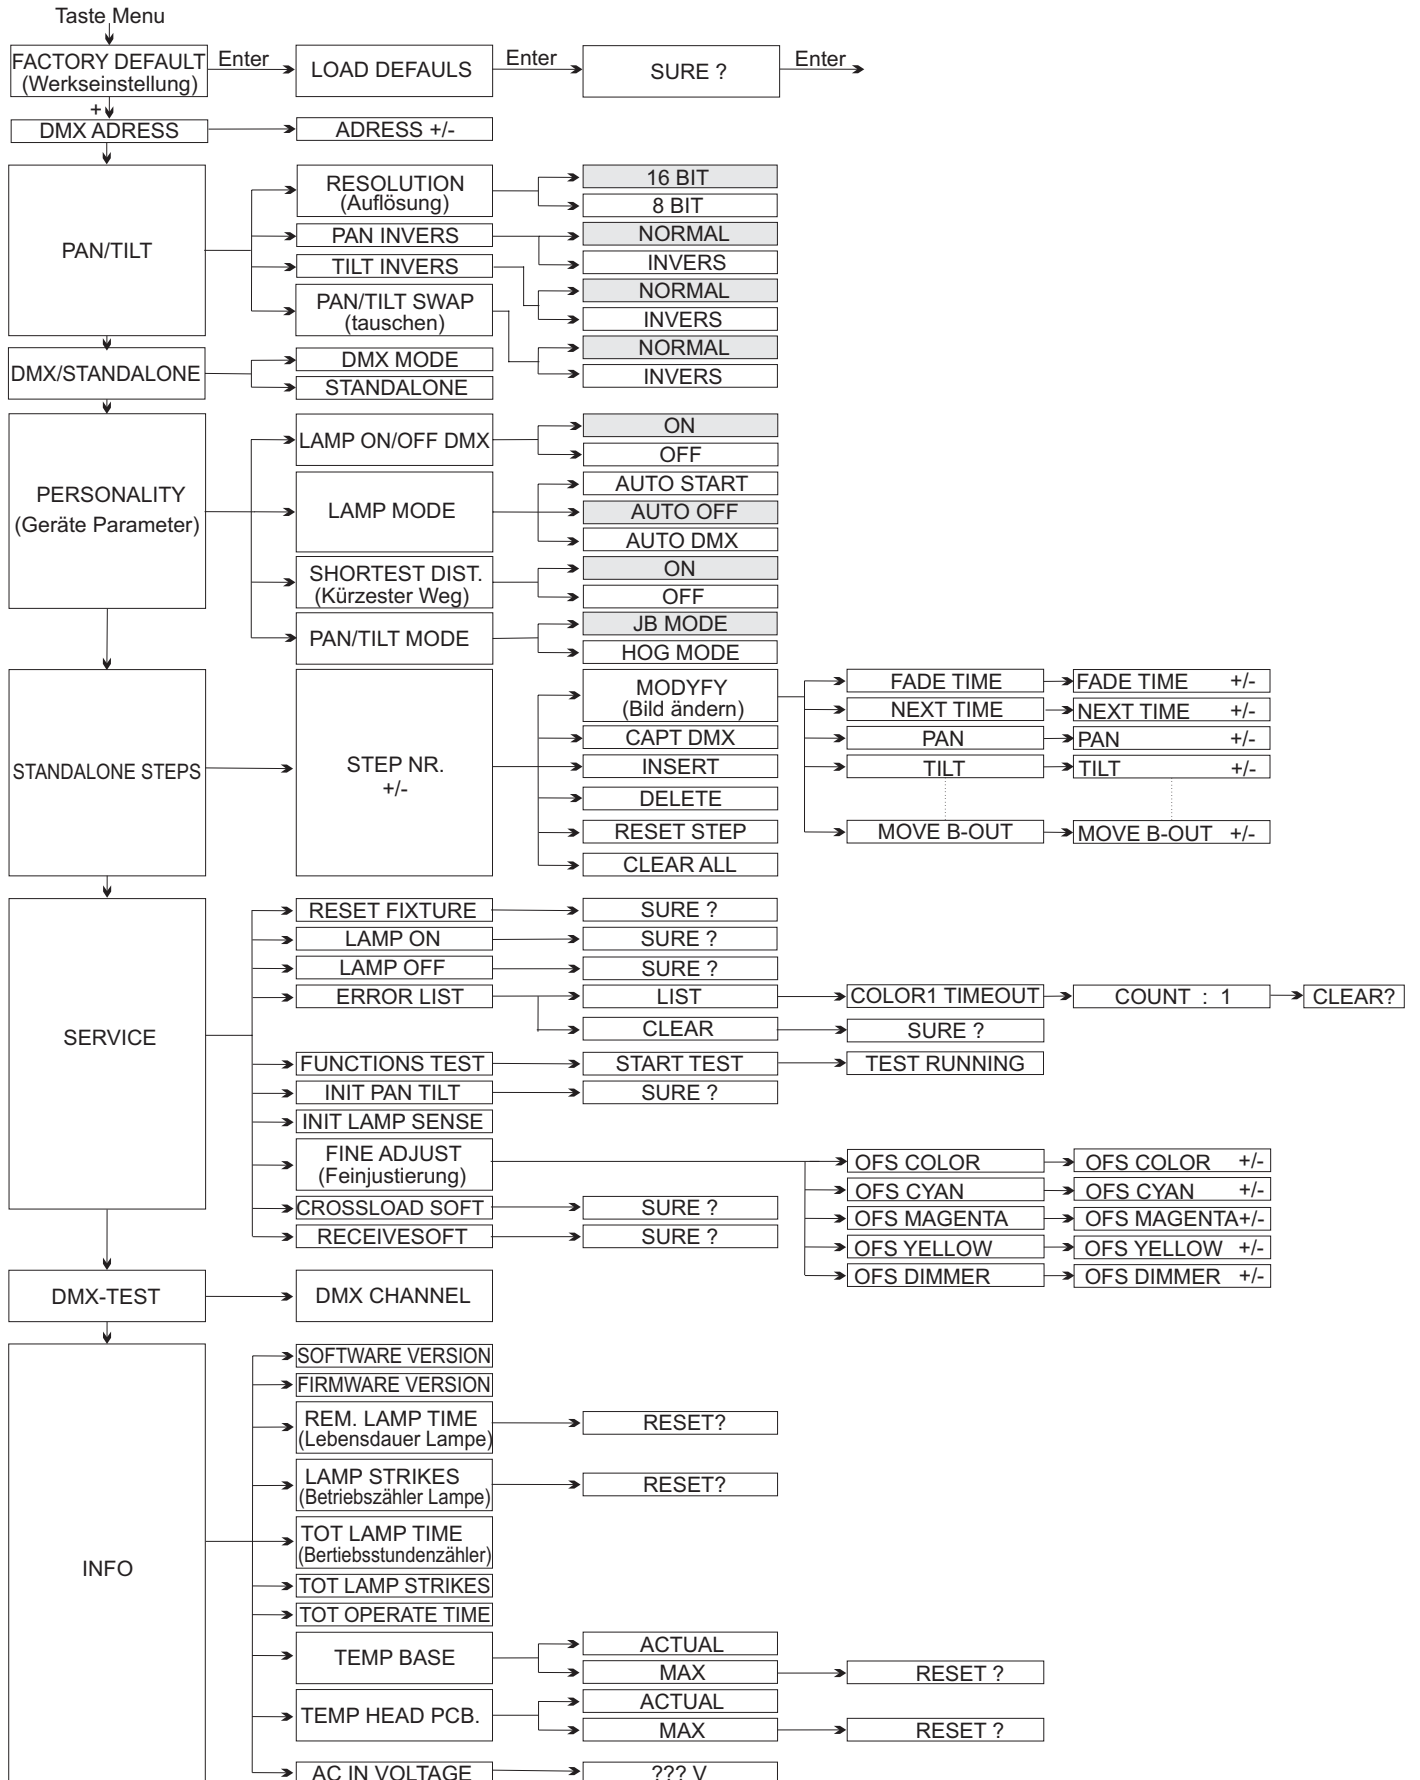 Taste Menu
FACTORY DEFAULT
(Werkseinstellung)
Enter
LOAD DEFAULS
Enter
SURE ?
Enter
+
DMX ADRESS
ADRESS +/-
PAN/TILT
RESOLUTION
(Auflösung)
16 BIT
8 BIT
PAN INVERS
NORMAL
INVERS
TILT INVERS
NORMAL
INVERS
PAN/TILT SWAP
(tauschen)
NORMAL
INVERS
DMX/STANDALONE
DMX MODE
STANDALONE
PERSONALITY
(Geräte Parameter)
LAMP ON/OFF DMX
ON
OFF
LAMP MODE
AUTO START
AUTO OFF
AUTO DMX
SHORTEST DIST.
(Kürzester Weg)
ON
OFF
PAN/TILT MODE
JB MODE
HOG MODE
STANDALONE STEPS
STEP NR.
+/-
MODYFY
(Bild ändern)
FADE TIME
FADE TIME +/-
NEXT TIME
NEXT TIME +/-
PAN
PAN +/-
TILT
TILT +/-
MOVE B-OUT
MOVE B-OUT +/-
CAPT DMX
INSERT
DELETE
RESET STEP
CLEAR ALL
SERVICE
RESET FIXTURE
SURE ?
LAMP ON
SURE ?
LAMP OFF
SURE ?
ERROR LIST
LIST
COLOR1 TIMEOUT
COUNT : 1
CLEAR?
CLEAR
SURE ?
FUNCTIONS TEST
START TEST
TEST RUNNING
INIT PAN TILT
SURE ?
INIT LAMP SENSE
FINE ADJUST
(Feinjustierung)
OFS COLOR
OFS COLOR +/-
OFS CYAN
OFS CYAN +/-
OFS MAGENTA
OFS MAGENTA+/-
OFS YELLOW
OFS YELLOW +/-
OFS DIMMER
OFS DIMMER +/-
CROSSLOAD SOFT
SURE ?
RECEIVESOFT
SURE ?
DMX-TEST
DMX CHANNEL
INFO
SOFTWARE VERSION
FIRMWARE VERSION
REM. LAMP TIME
(Lebensdauer Lampe)
RESET?
LAMP STRIKES
(Betriebszähler Lampe)
RESET?
TOT LAMP TIME
(Bertiebsstundenzähler)
TOT LAMP STRIKES
TOT OPERATE TIME
TEMP BASE
ACTUAL
MAX
RESET ?
TEMP HEAD PCB.
ACTUAL
MAX
RESET ?
AC IN VOLTAGE
??? V